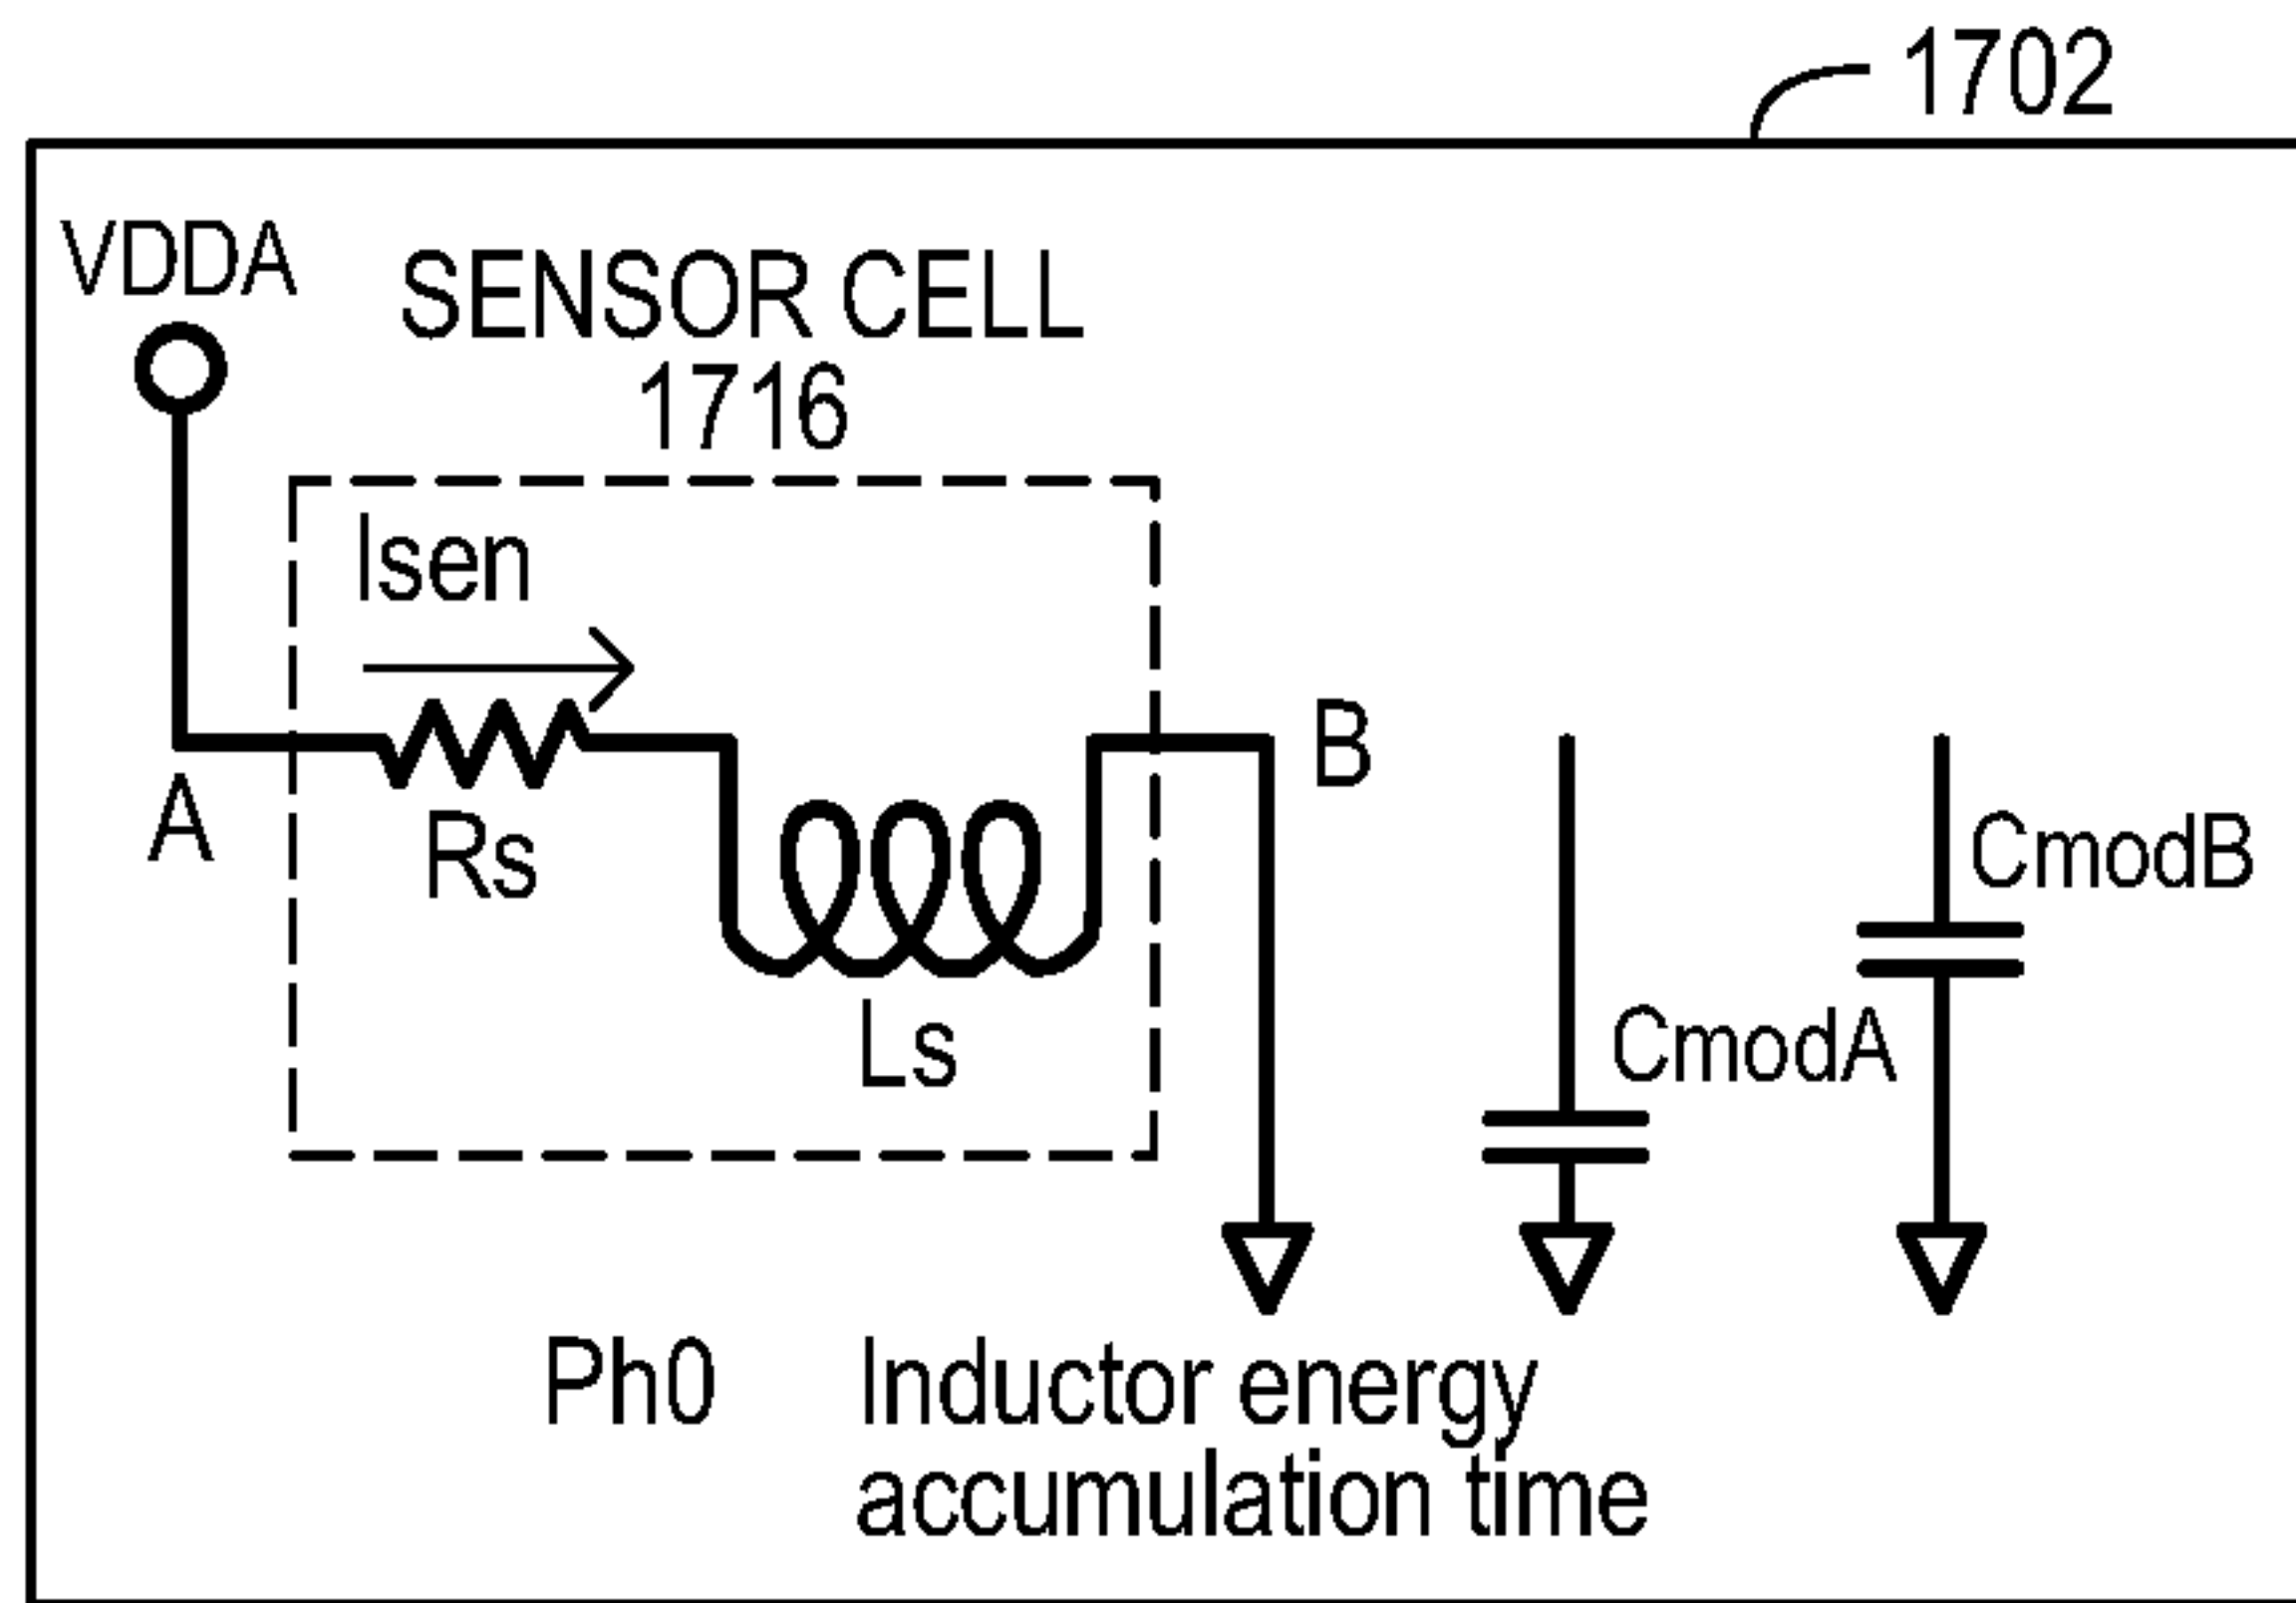 1702
VDDA
SENSOR CELL
1716
Isen
A
Rs
Ls
B
CmodA
CmodB
Ph0
Inductor energy
accumulation time